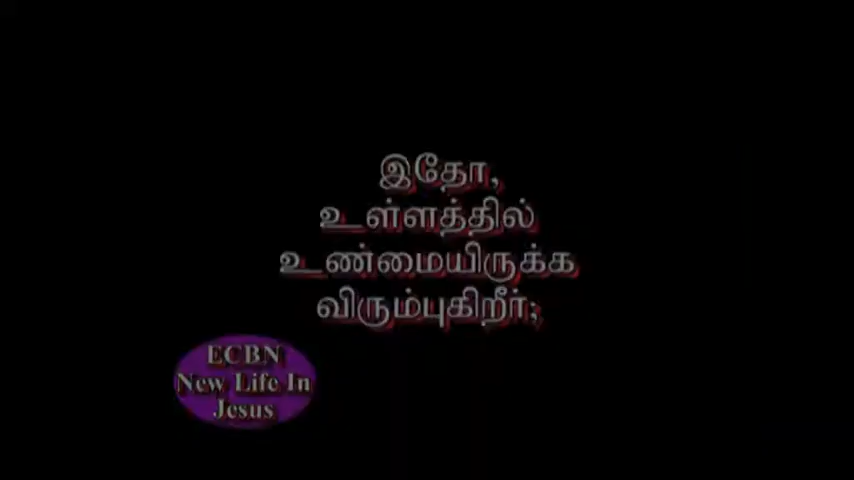 இதோ,
உள்ளத்தில்
உண்மையிருக்க
விரும்புகிறீர்;
ECBN
New Life In
Jesus